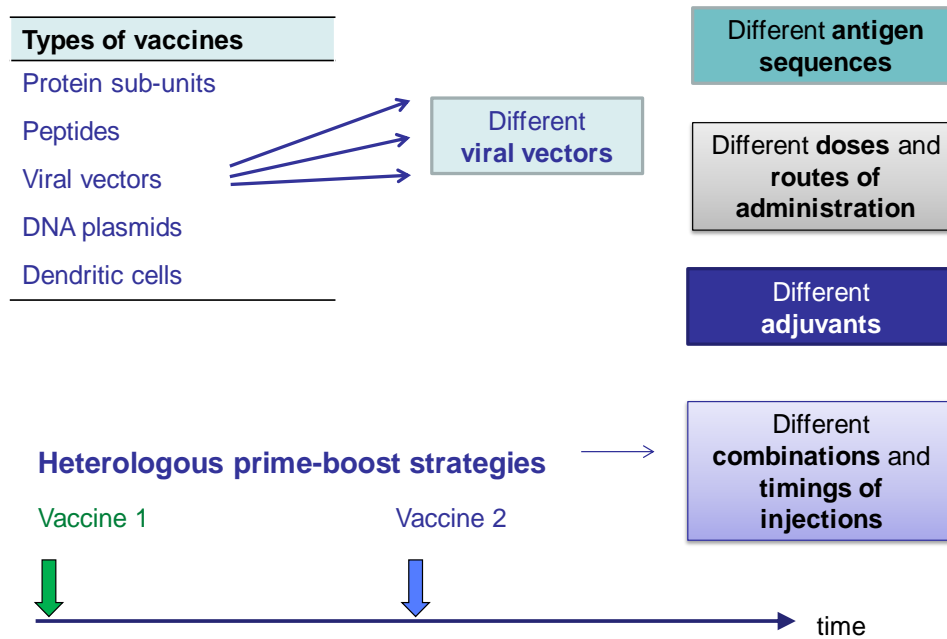 Types of vaccines
Protein sub-units
Peptides
Viral vectors
DNA plasmids
Dendritic cells
Different
viral vectors
Different antigen
sequences
Different doses and
routes of
administration
Different
adjuvants
Heterologous prime-boost strategies
Different
combinations and
timings of
injections
Vaccine 1
Vaccine 2
time